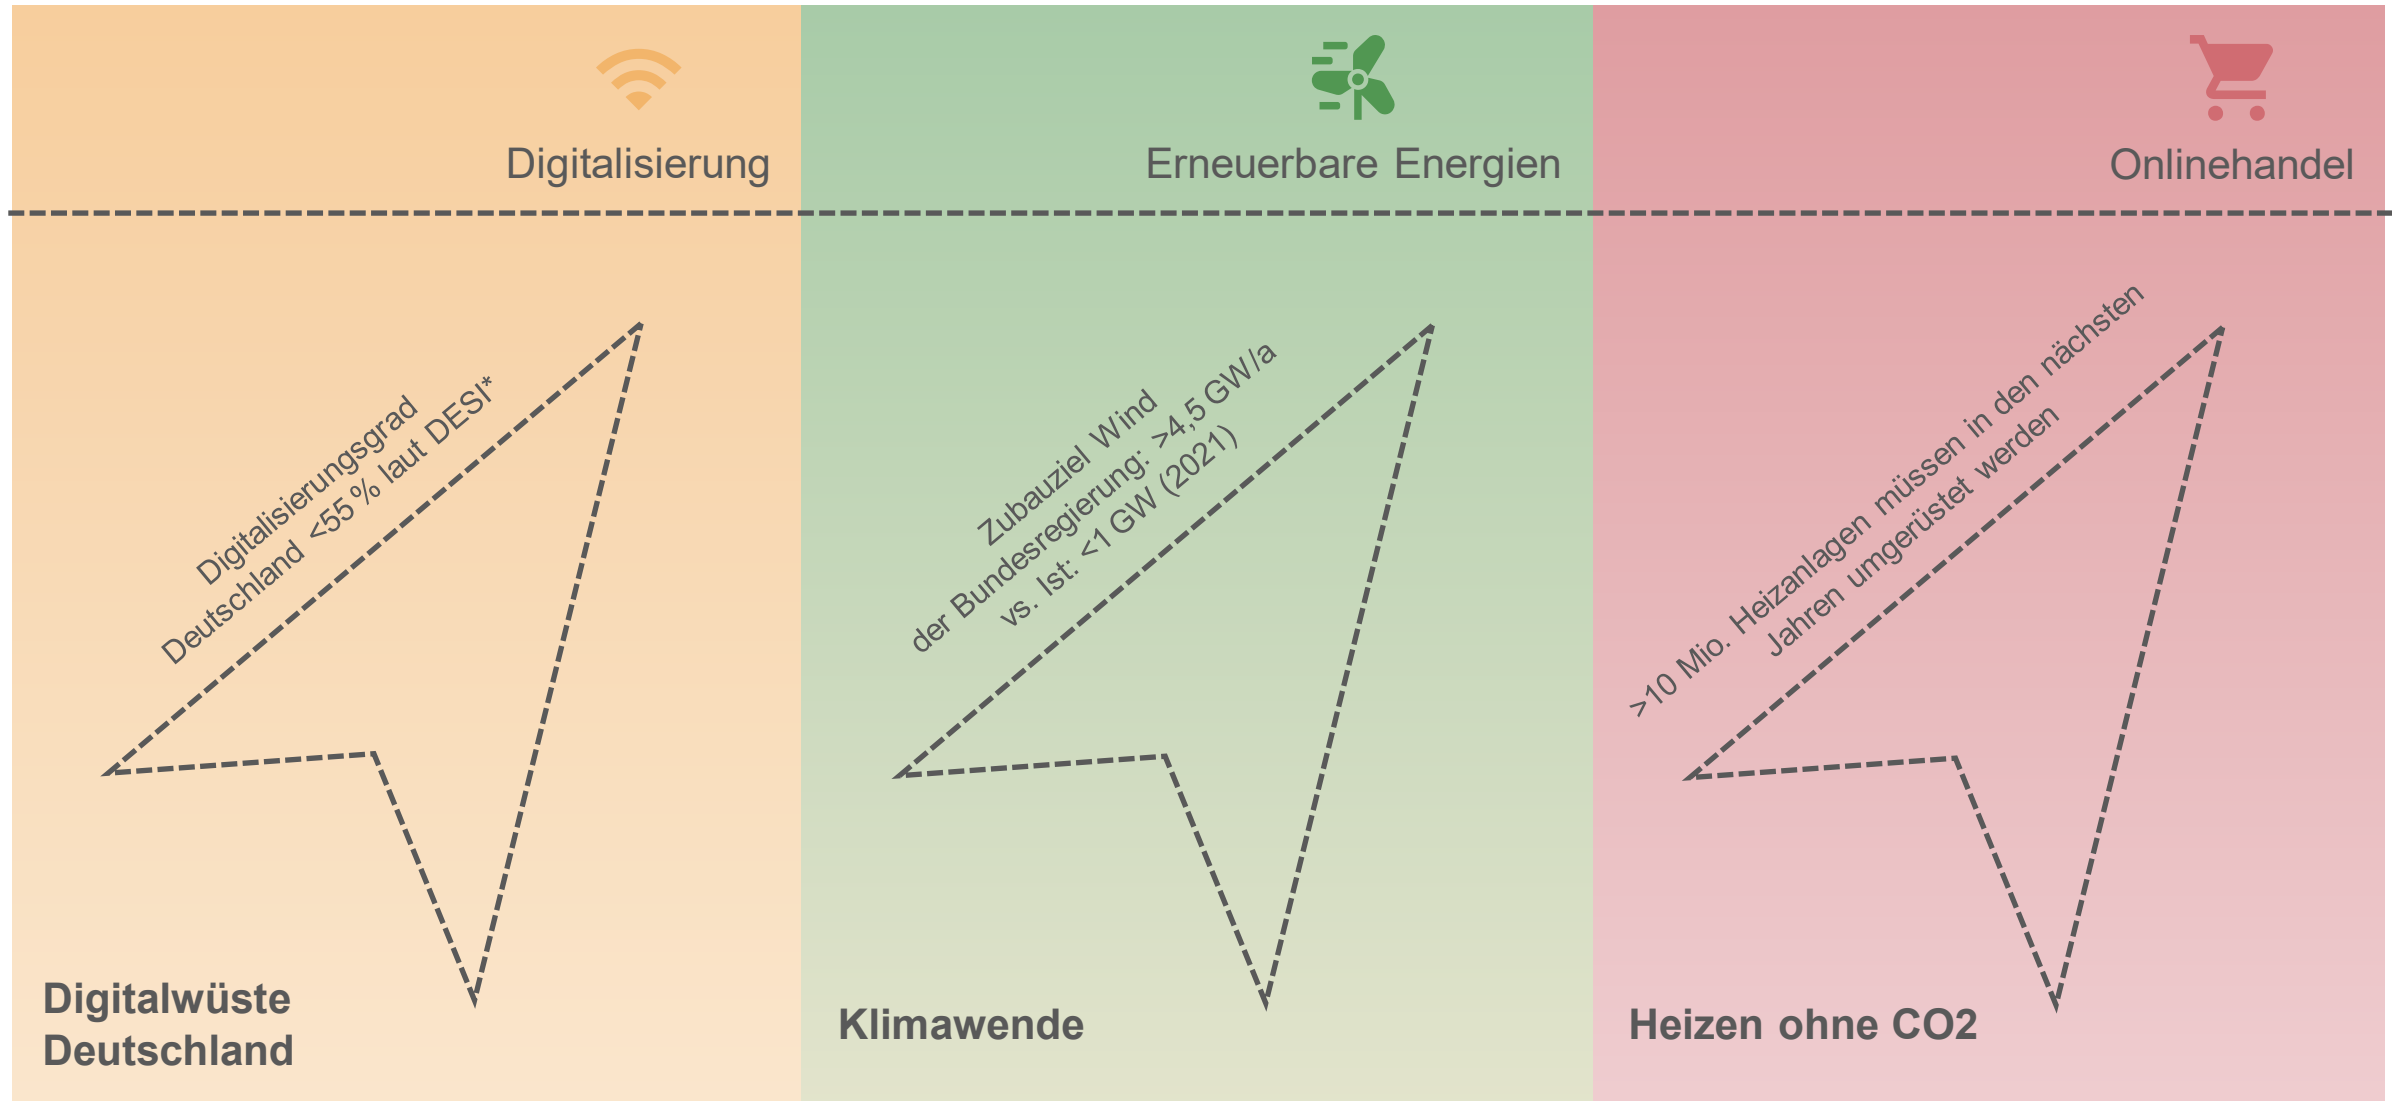 Digitalisierung
Digitalisierungsgrad
Deutschland <55 % laut DESI*
Digitalwüste
Deutschland
Erneuerbare Energien
Zubauziel Wind
der Bundesregierung: >4,5 GW/a
vs. Ist: <1 GW (2021)
Klimawende
Onlinehandel
>10 Mio. Heizanlagen müssen in den nächsten
Jahren umgerüstet werden
Heizen ohne CO2